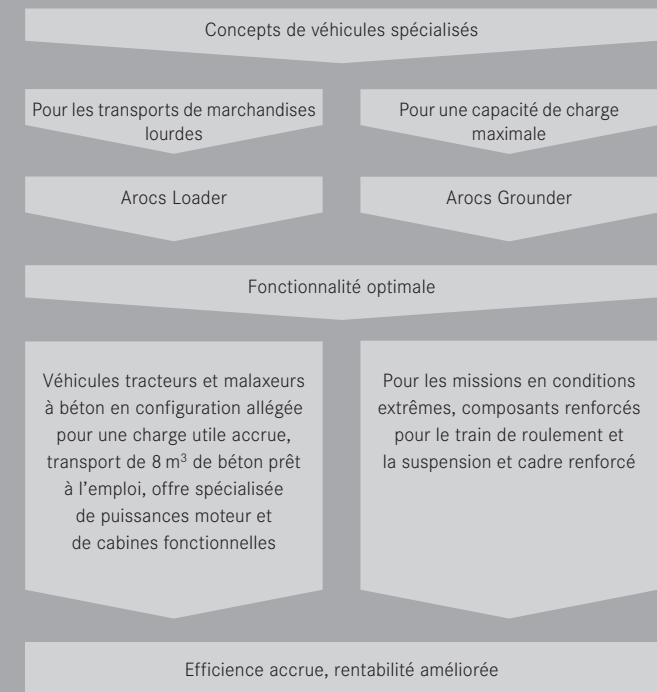 Concepts de véhicules spécialisés
Pour les transports de marchandises
lourdes
Pour une capacité de charge
maximale
Arocs Loader
Arocs Grounder
Fonctionnalité optimale
Véhicules tracteurs et malaxeurs
à béton en configuration allégée
pour une charge utile accrue,
transport de 8 m³ de béton prêt
à l’emploi, offre spécialisée
de puissances moteur et
de cabines fonctionnelles
Pour les missions en conditions
extrêmes, composants renforcés
pour le train de roulement et
la suspension et cadre renforcé
Efficience accrue, rentabilité améliorée